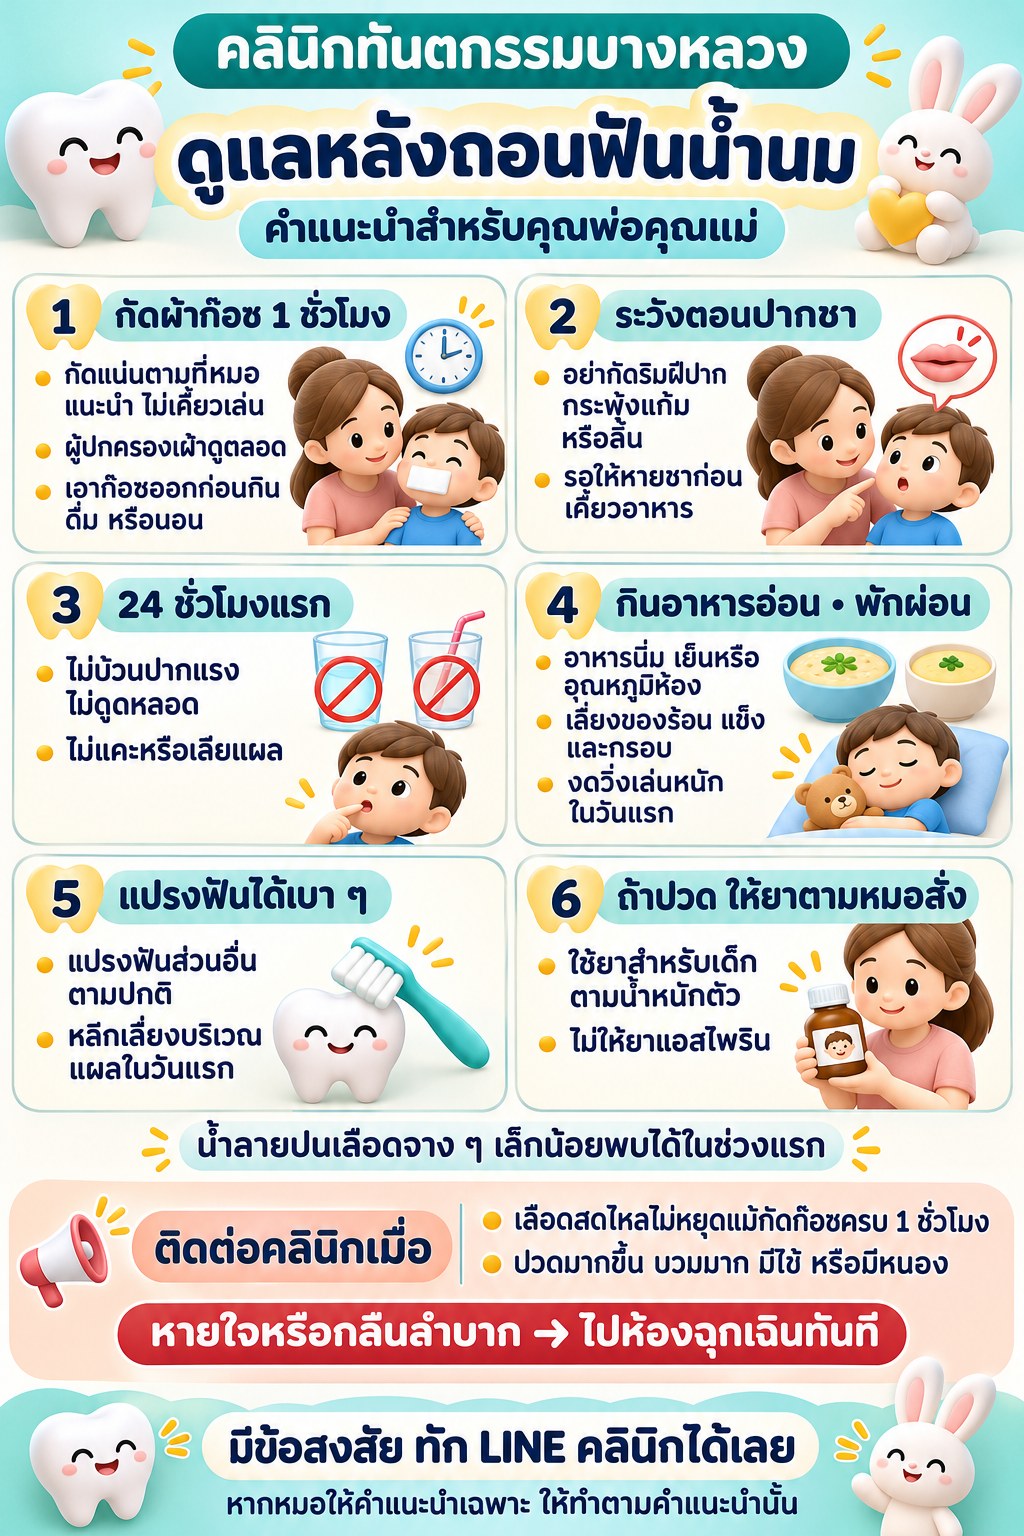 คลินิกทันตกรรมบางหลวง
ดูแลหลังถอนฟันน้ำนม
คำแนะนำสำหรับคุณพ่อคุณแม่
1 กัดผ้าก๊อซ 1 ชั่วโมง
กัดแน่นตามที่หมอ
แนะนำ ไม่เคี้ยวเล่น
ผู้ปกครองเฝ้าดูตลอด
เอาก๊อซออกก่อนกิน
ดื่ม หรือนอน
2 ระวังตอนปากชา
อย่ากัดริมฝีปาก
กระพุ้งแก้ม
หรือลิ้น
รอให้หายชาก่อน
เคี้ยวอาหาร
3 24 ชั่วโมงแรก
ไม่บ้วนปากแรง
ไม่ดูดหลอด
ไม่แคะหรือเลียแผล
4 กินอาหารอ่อน • พักผ่อน
อาหารนิ่ม เย็นหรือ
อุณหภูมิห้อง
เลี่ยงของร้อน แข็ง
และกรอบ
งดวิ่งเล่นหนัก
ในวันแรก
5 แปรงฟันได้เบา ๆ
แปรงฟันส่วนอื่น
ตามปกติ
หลีกเลี่ยงบริเวณ
แผลในวันแรก
6 ถ้าปวด ให้ยาตามหมอสั่ง
ใช้ยาสำหรับเด็ก
ตามน้ำหนักตัว
ไม่ให้ยาแอสไพริน
น้ำลายปนเลือดจาง ๆ เล็กน้อยพบได้ในช่วงแรก
ติดต่อคลินิกเมื่อ
เลือดสดไหลไม่หยุดแม้กัดก๊อซครบ 1 ชั่วโมง
ปวดมากขึ้น บวมมาก มีไข้ หรือมีหนอง
หายใจหรือกลืนลำบาก → ไปห้องฉุกเฉินทันที
มีข้อสงสัย ทัก LINE คลินิกได้เลย
หากหมอให้คำแนะนำเฉพาะ ให้ทำตามคำแนะนำนั้น